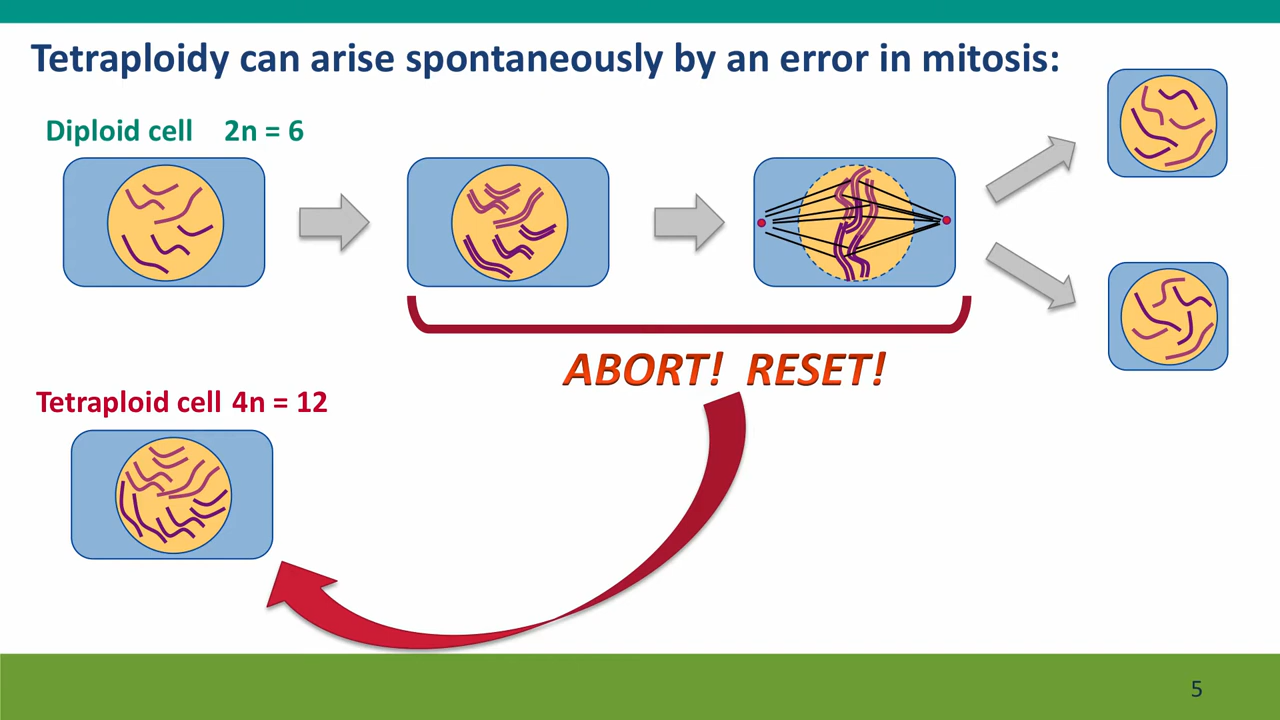 Tetraploidy can arise spontaneously by an error in mitosis:
Diploid cell 2n = 6
ABORT! RESET!
Tetraploid cell 4n = 12
5